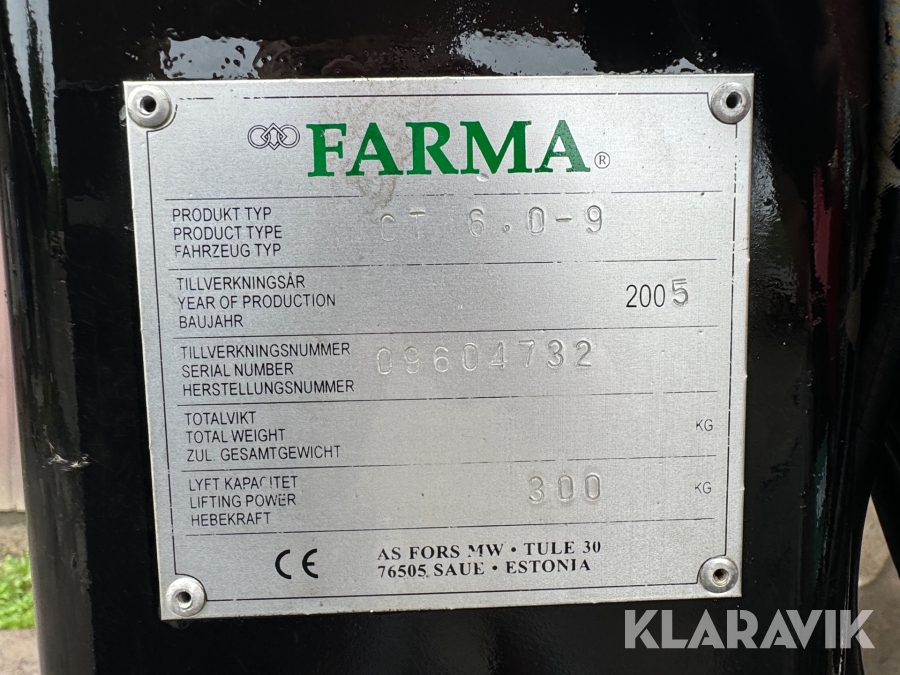 KLARAVIK
FARMA®
PRODUKT TYP
PRODUCT TYPE CT 6.0-9
FAHRZEUG TYP
TILLVERKNINGSÅR
YEAR OF PRODUCTION 2005
BAUJAHR
TILLVERKNINGSNUMMER
SERIAL NUMBER 09604732
HERSTELLUNGSNUMMER
TOTALVIKT
TOTAL WEIGHT KG
ZUL. GESAMTGEWICHT
LYFT KAPACITET
LIFTING POWER 300 KG
HEBEKRAFT
CE AS FORS MW · TULE 30
76505 SAUE · ESTONIA
KLARAVIK